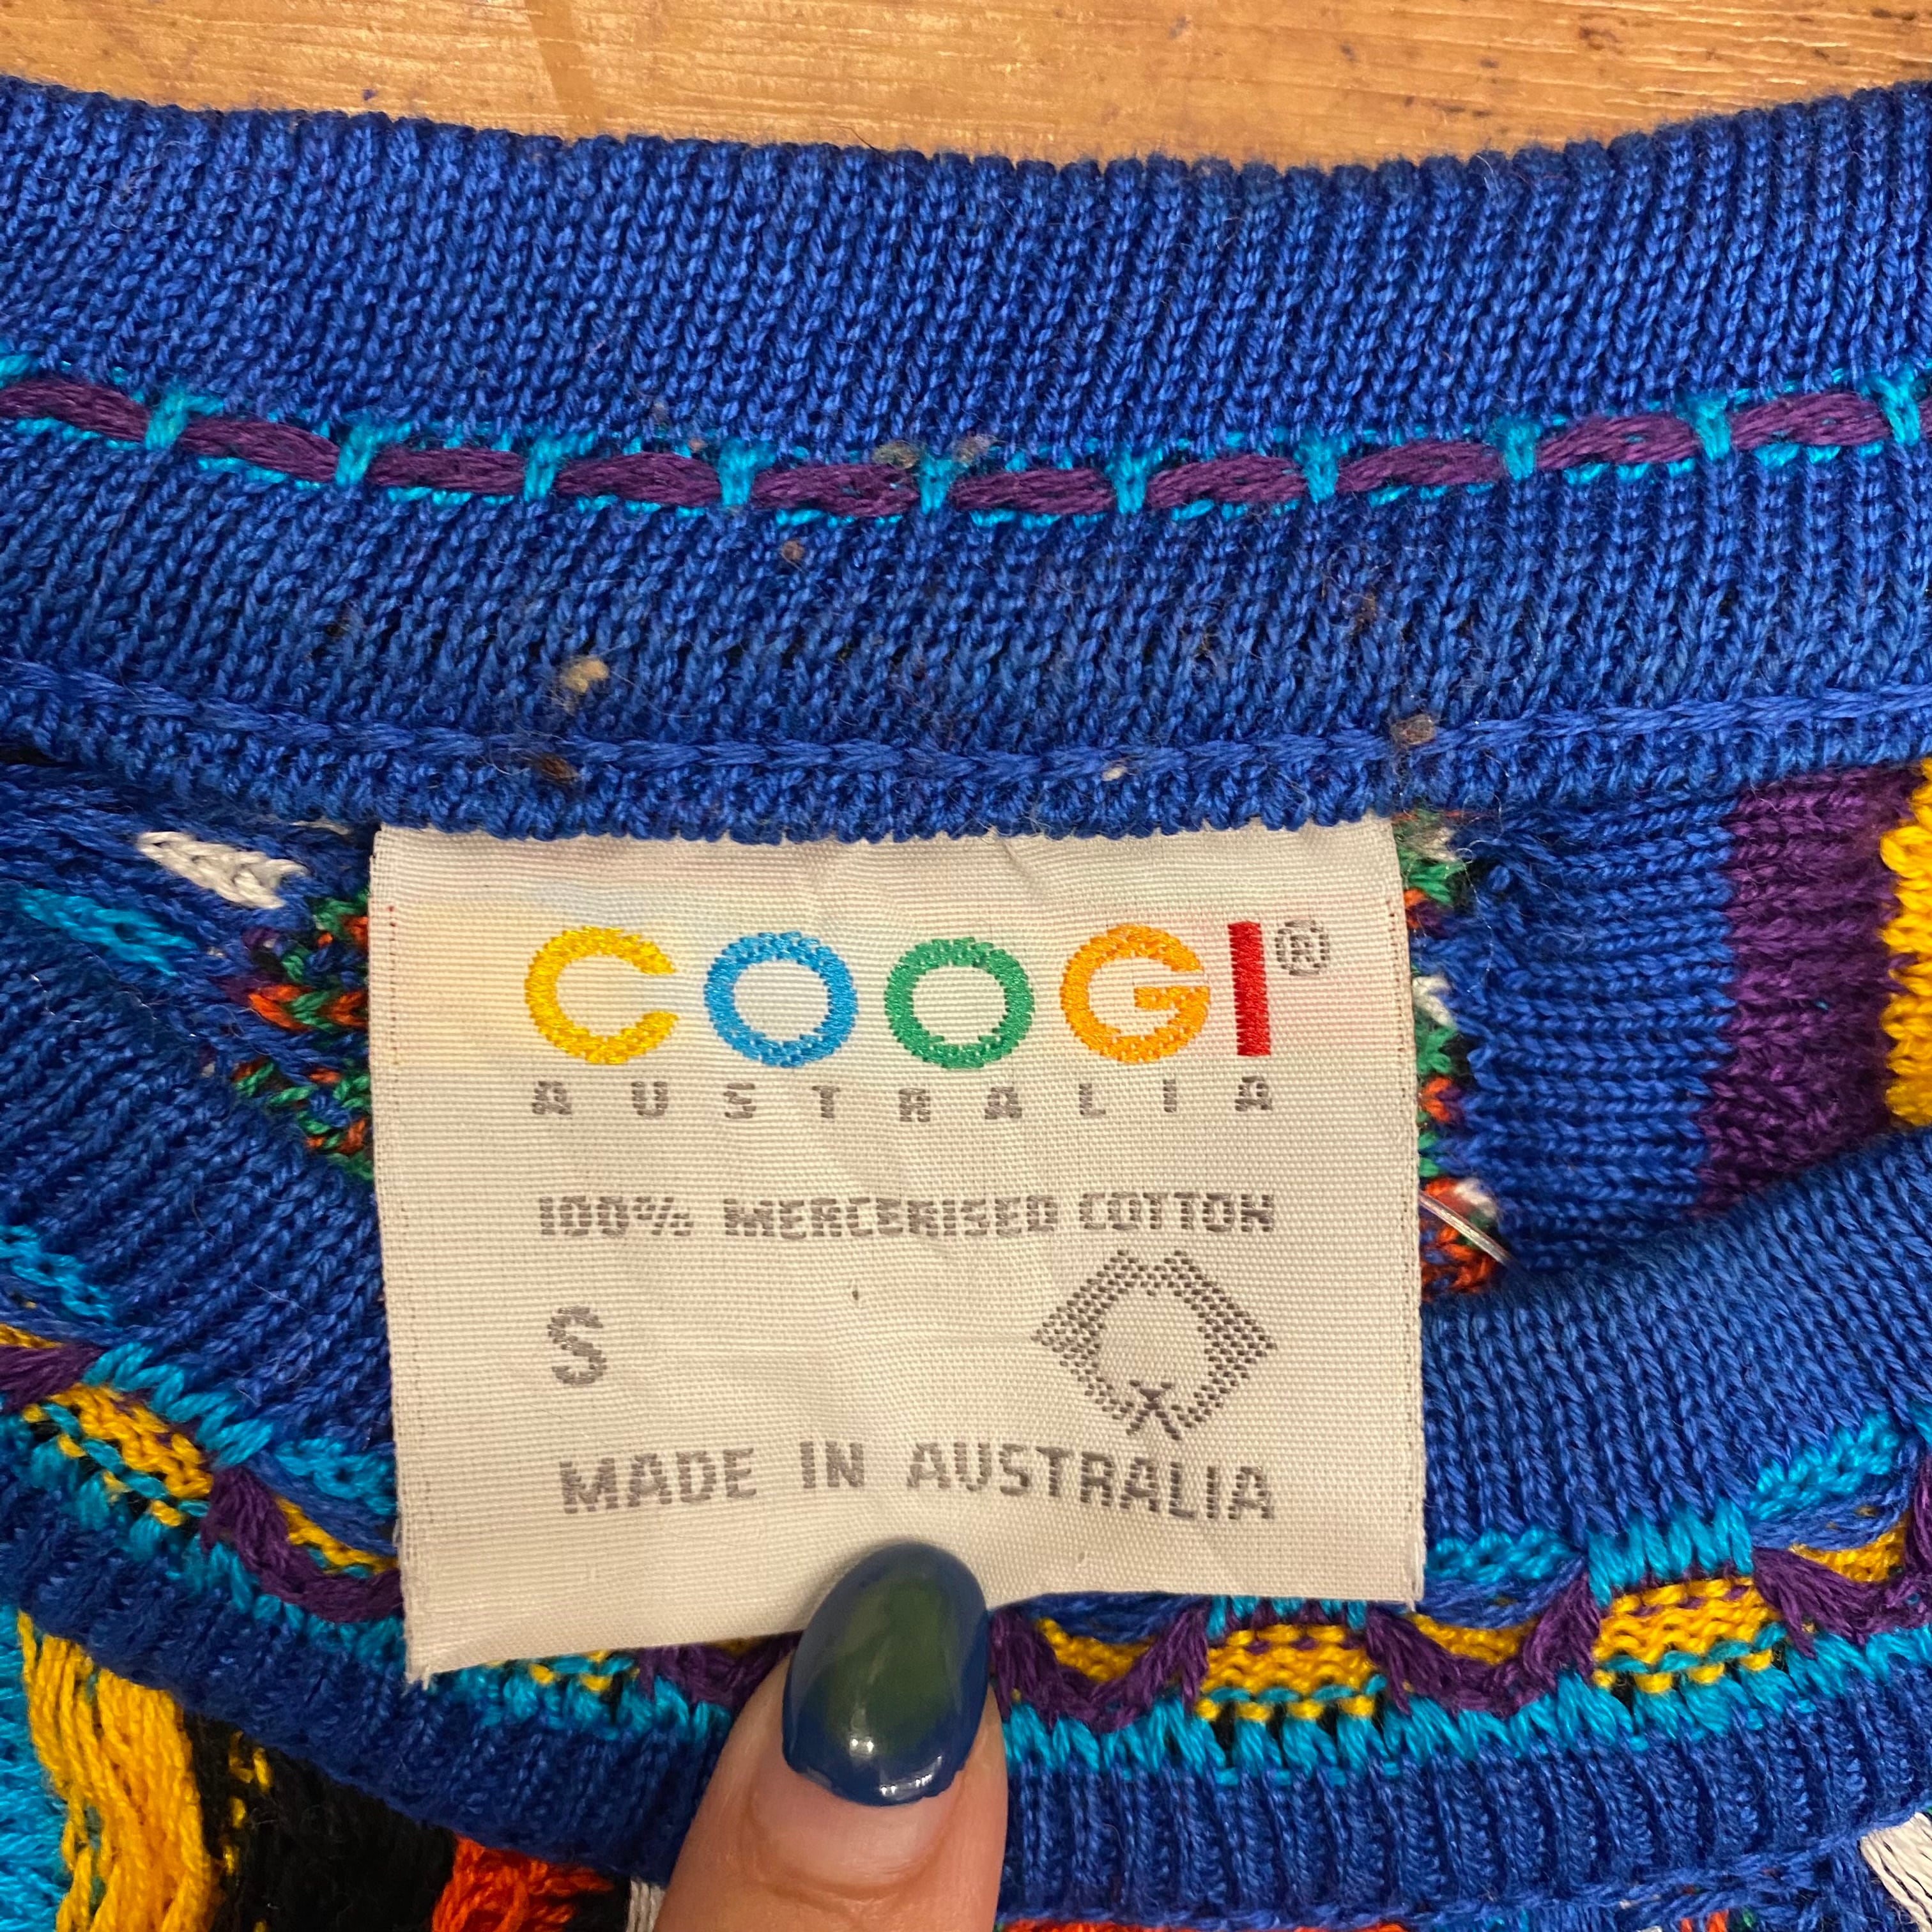 COOGI®
AUSTRALIA
100% MERCERISED COTTON
S
MADE IN AUSTRALIA